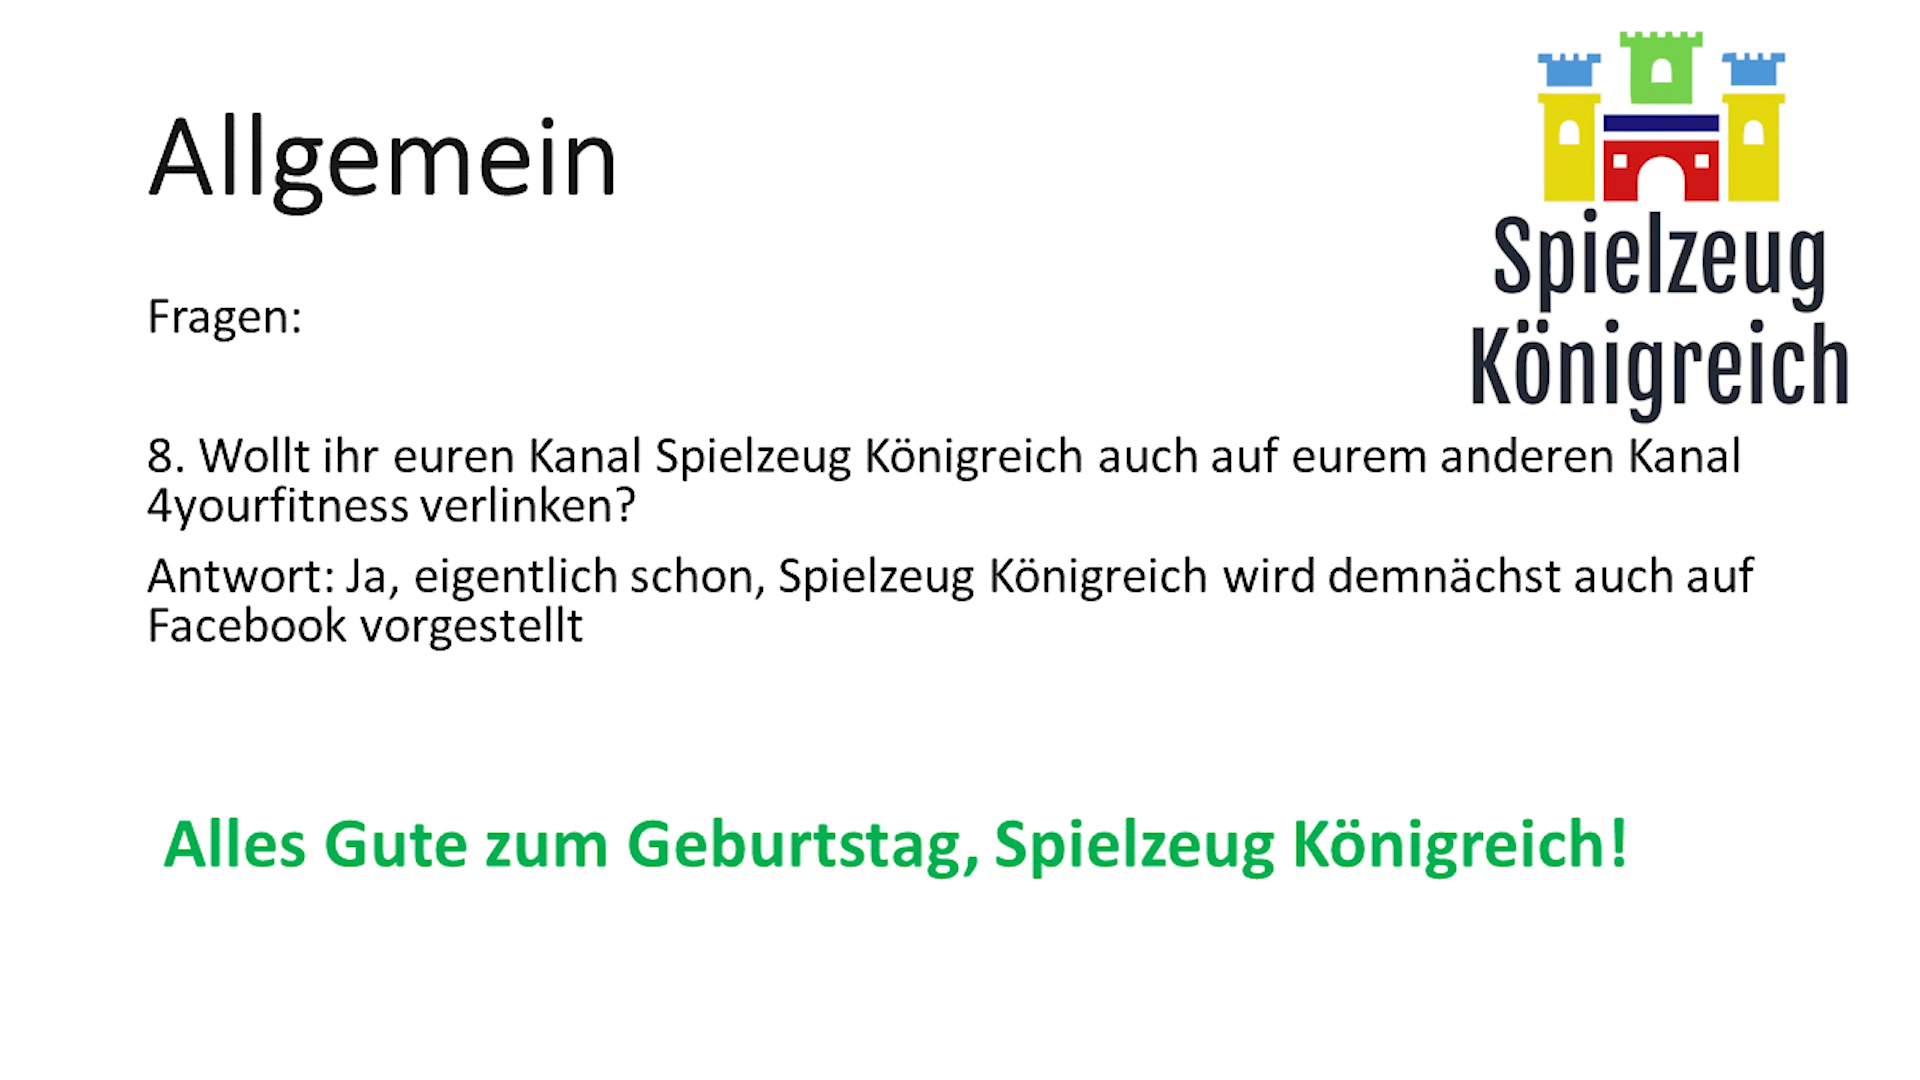 Allgemein
Spielzeug
Königreich
Fragen:
8. Wollt ihr euren Kanal Spielzeug Königreich auch auf eurem anderen Kanal
4yourfitness verlinken?
Antwort: Ja, eigentlich schon, Spielzeug Königreich wird demnächst auch auf
Facebook vorgestellt
Alles Gute zum Geburtstag, Spielzeug Königreich!